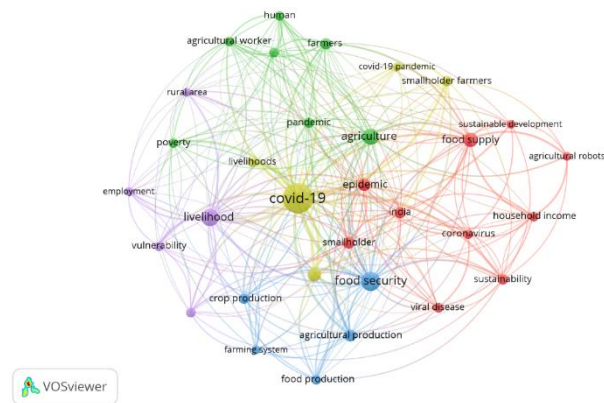 human
agricultural worker
farmers
covid-19 pandemic
smallholder farmers
rural area
pandemic
agriculture
sustainable development
food supply
poverty
livelihoods
agricultural robots
epidemic
employment
covid-19
livelihood
india
household income
vulnerability
smallholder
coronavirus
food security
sustainability
crop production
viral disease
agricultural production
farming system
food production
VOSviewer